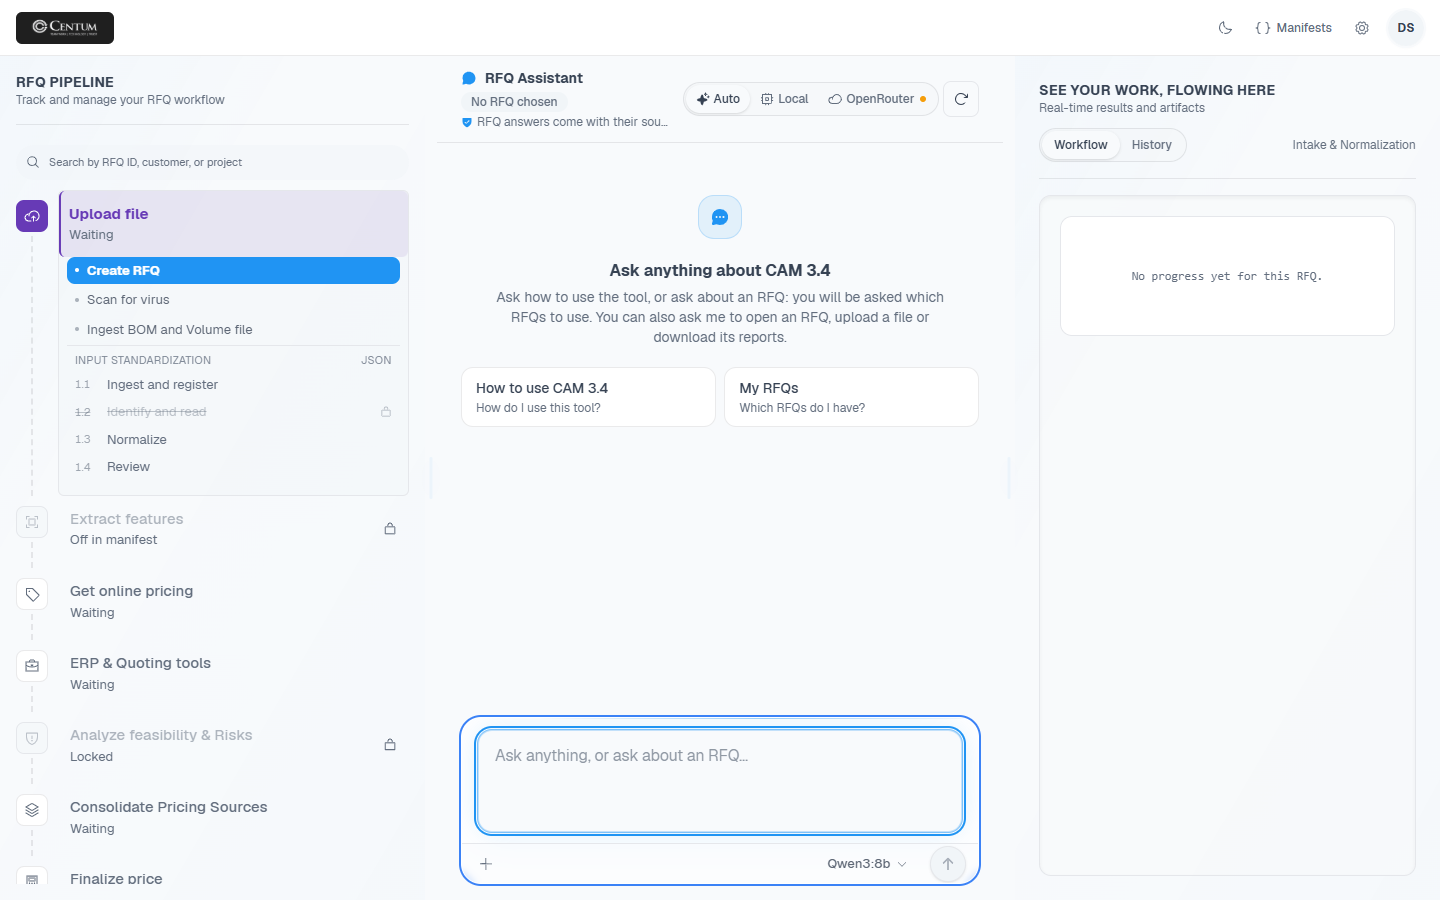 CENTUM
Manifests
DS
RFQ PIPELINE
Track and manage your RFQ workflow
Search by RFQ ID, customer, or project
Upload file
Waiting
Create RFQ
Scan for virus
Ingest BOM and Volume file
INPUT STANDARDIZATION JSON
1.1 Ingest and register
1.2 Identify and read
1.3 Normalize
1.4 Review
Extract features
Off in manifest
Get online pricing
Waiting
ERP & Quoting tools
Waiting
Analyze feasibility & Risks
Locked
Consolidate Pricing Sources
Waiting
Finalize price
RFQ Assistant
No RFQ chosen
RFQ answers come with their sou...
Auto Local OpenRouter
Ask anything about CAM 3.4
Ask how to use the tool, or ask about an RFQ: you will be asked which
RFQs to use. You can also ask me to open an RFQ, upload a file or
download its reports.
How to use CAM 3.4
How do I use this tool?
My RFQs
Which RFQs do I have?
Ask anything, or ask about an RFQ...
Qwen3:8b
SEE YOUR WORK, FLOWING HERE
Real-time results and artifacts
Workflow History Intake & Normalization
No progress yet for this RFQ.